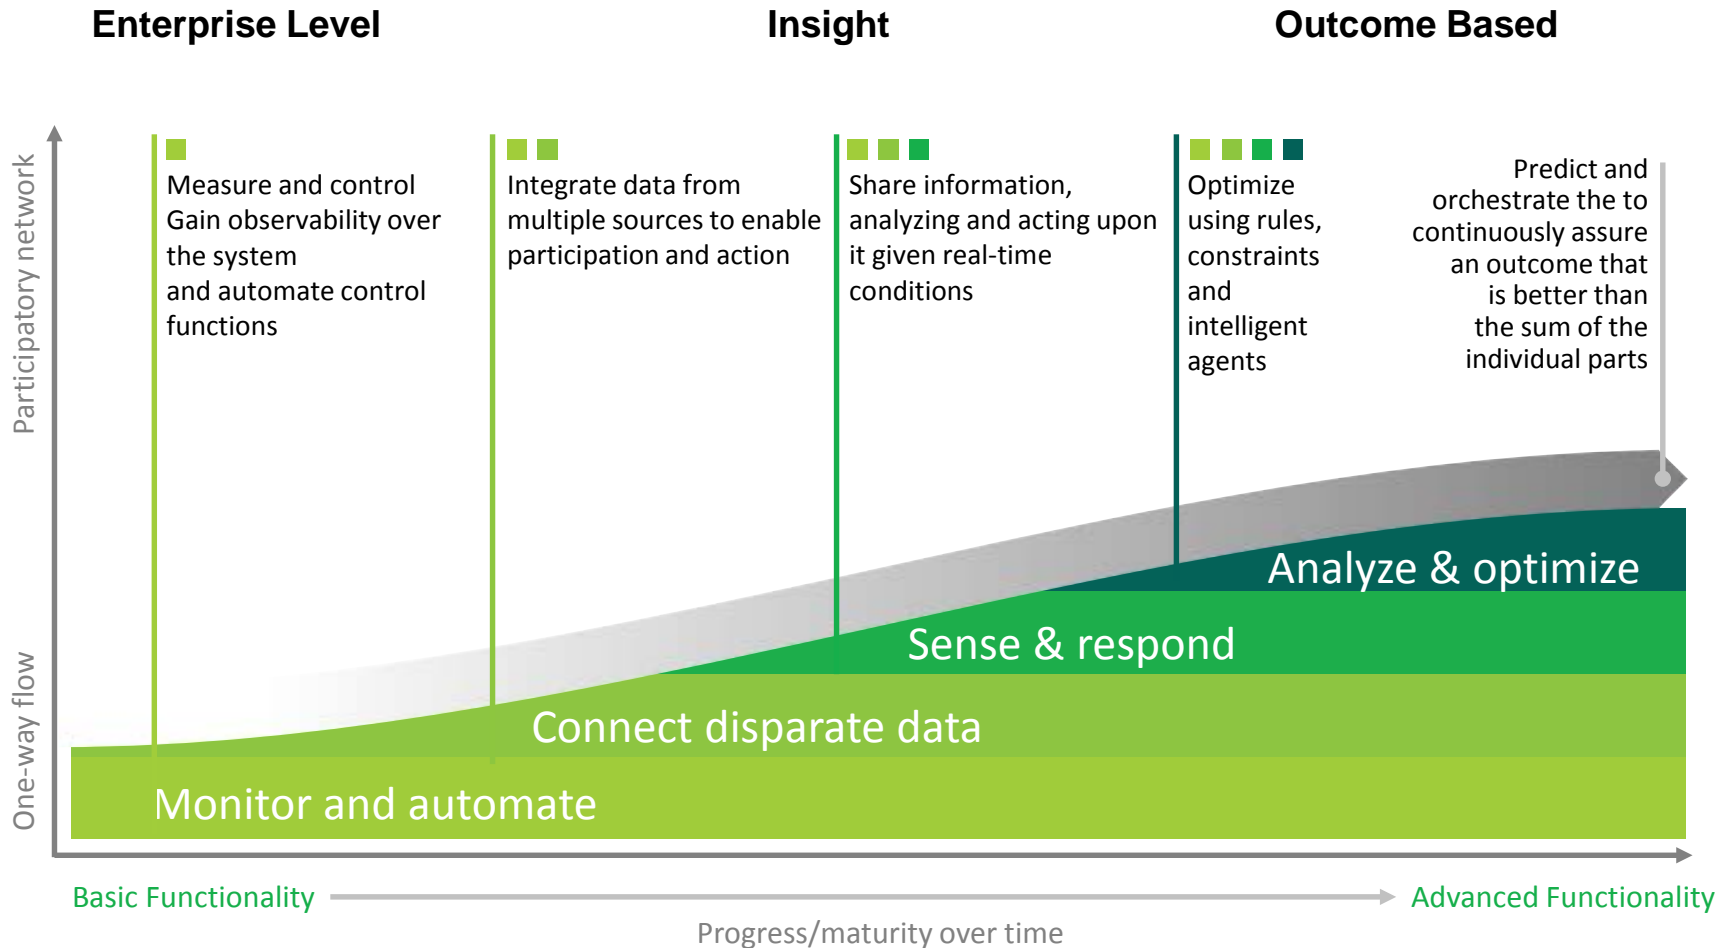 Enterprise Level
Insight
Outcome Based
Participatory network
One-way flow
Measure and control
Gain observability over
the system
and automate control
functions
Integrate data from
multiple sources to enable
participation and action
Share information,
analyzing and acting upon
it given real-time
conditions
Optimize
using rules,
constraints
and
intelligent
agents
Predict and
orchestrate the to
continuously assure
an outcome that
is better than
the sum of the
individual parts
Analyze & optimize
Sense & respond
Connect disparate data
Monitor and automate
Basic Functionality
Advanced Functionality
Progress/maturity over time